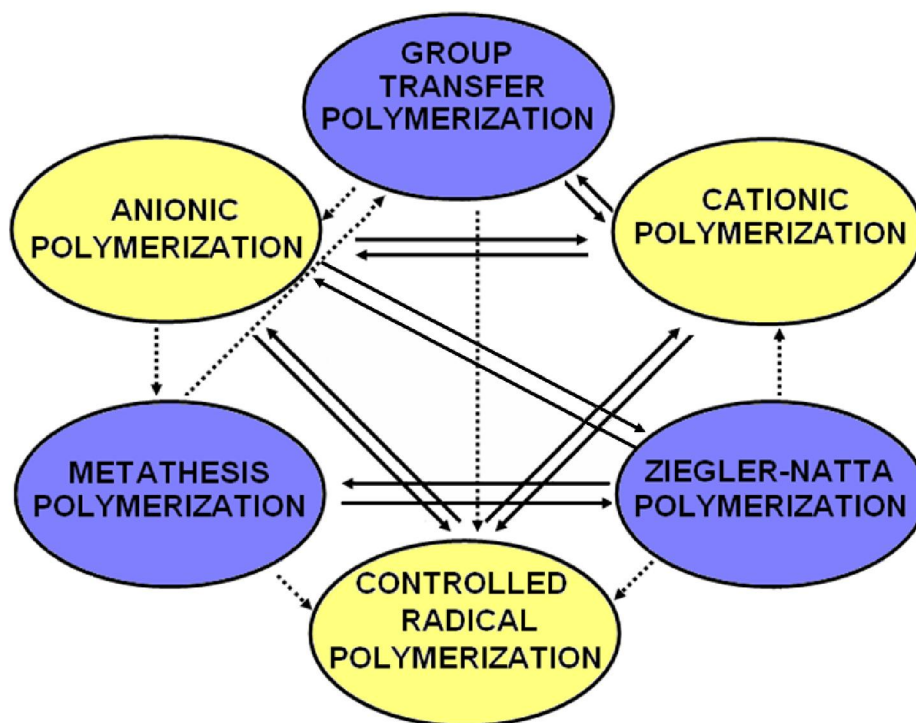 GROUP
TRANSFER
POLYMERIZATION
ANIONIC
POLYMERIZATION
CATIONIC
POLYMERIZATION
METATHESIS
POLYMERIZATION
ZIEGLER-NATTA
POLYMERIZATION
CONTROLLED
RADICAL
POLYMERIZATION